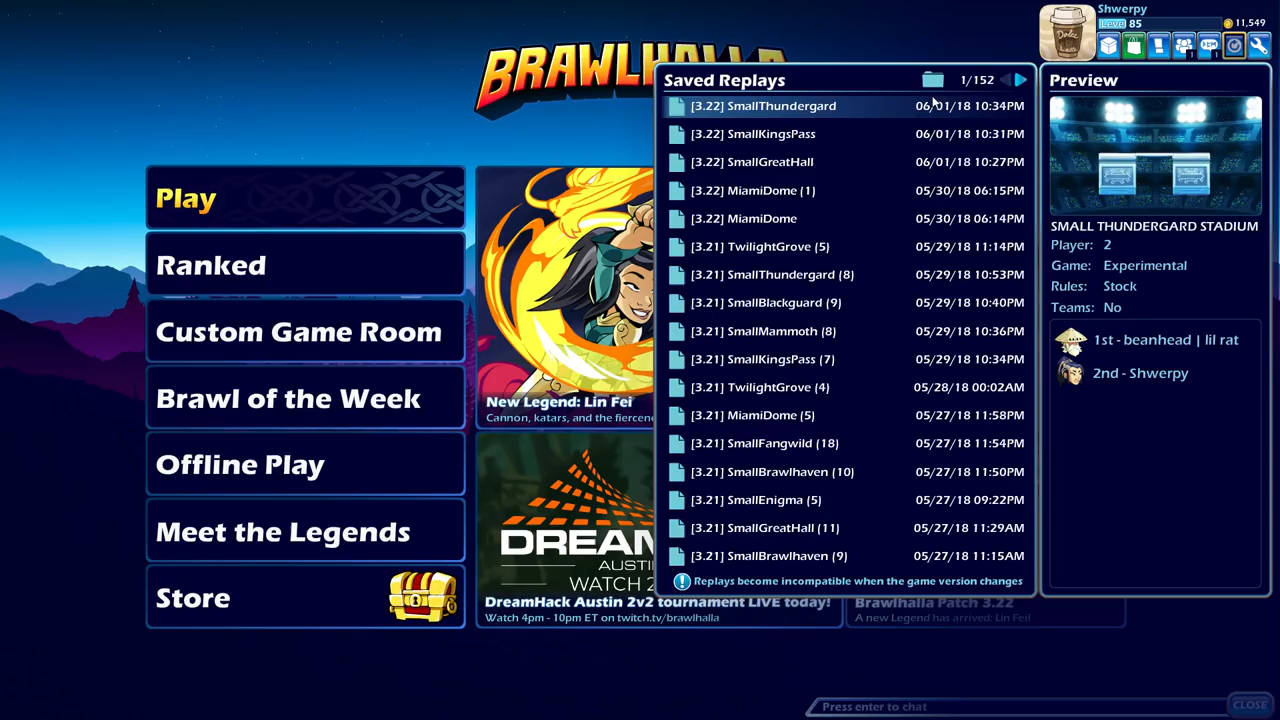 Shwerpy
Level 85
11,549
BRAWLHALLA
Play
Ranked
Custom Game Room
Brawl of the Week
Offline Play
Meet the Legends
Store
New Legend: Lin Fei
Cannon, katars, and the fiercene
DREAM
AUSTI
WATCH 2
DreamHack Austin 2v2 tournament LIVE today!
Watch 4pm - 10pm ET on twitch.tv/brawlhalla
Brawlhalla Patch 3.22
A new Legend has arrived: Lin Fei!
Saved Replays 1/152
[3.22] SmallThundergard 06/01/18 10:34PM
[3.22] SmallKingsPass 06/01/18 10:31PM
[3.22] SmallGreatHall 06/01/18 10:27PM
[3.22] MiamiDome (1) 05/30/18 06:15PM
[3.22] MiamiDome 05/30/18 06:14PM
[3.21] TwilightGrove (5) 05/29/18 11:14PM
[3.21] SmallThundergard (8) 05/29/18 10:53PM
[3.21] SmallBlackguard (9) 05/29/18 10:40PM
[3.21] SmallMammoth (8) 05/29/18 10:36PM
[3.21] SmallKingsPass (7) 05/29/18 10:34PM
[3.21] TwilightGrove (4) 05/28/18 00:02AM
[3.21] MiamiDome (5) 05/27/18 11:58PM
[3.21] SmallFangwild (18) 05/27/18 11:54PM
[3.21] SmallBrawlhaven (10) 05/27/18 11:50PM
[3.21] SmallEnigma (5) 05/27/18 09:22PM
[3.21] SmallGreatHall (11) 05/27/18 11:29AM
[3.21] SmallBrawlhaven (9) 05/27/18 11:15AM
Replays become incompatible when the game version changes
Preview
SMALL THUNDERGARD STADIUM
Player: 2
Game: Experimental
Rules: Stock
Teams: No
1st - beanhead | lil rat
2nd - Shwerpy
Press enter to chat
CLOSE